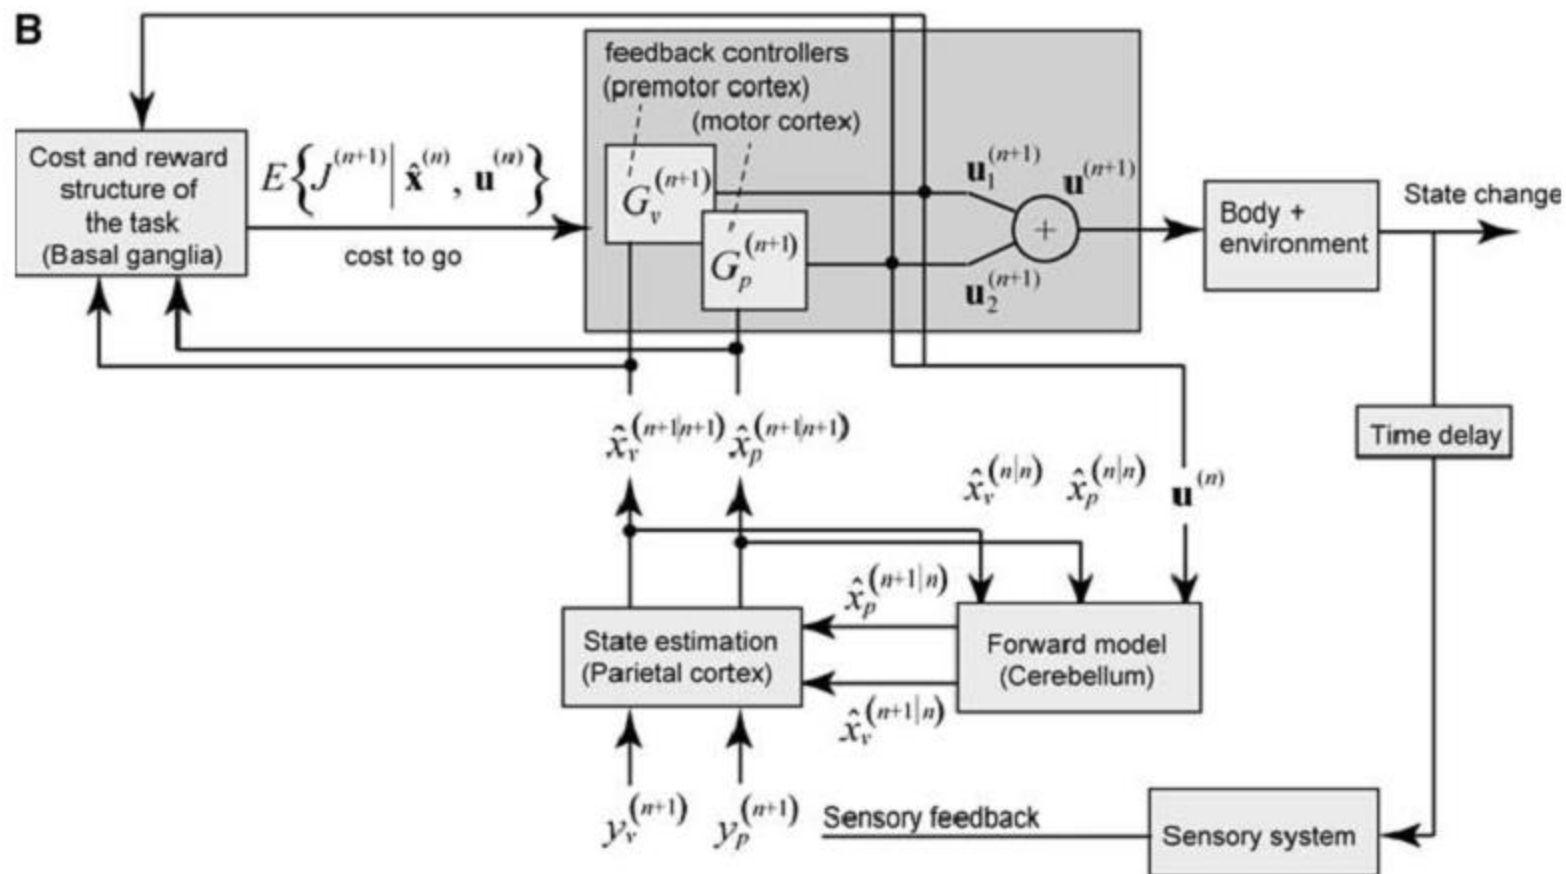 B
feedback controllers
(premotor cortex)
(motor cortex)
Cost and reward
structure of
the task
(Basal ganglia)
E{J^(n+1)| x̂^(n), u^(n)}
cost to go
G_v^(n+1)
G_p^(n+1)
u_1^(n+1)
u^(n+1)
+
u_2^(n+1)
Body +
environment
State change
Time delay
x̂_v^(n+1|n+1) x̂_p^(n+1|n+1)
x̂_v^(n|n) x̂_p^(n|n) u^(n)
x̂_p^(n+1|n)
State estimation
(Parietal cortex)
Forward model
(Cerebellum)
x̂_v^(n+1|n)
y_v^(n+1) y_p^(n+1)
Sensory feedback
Sensory system